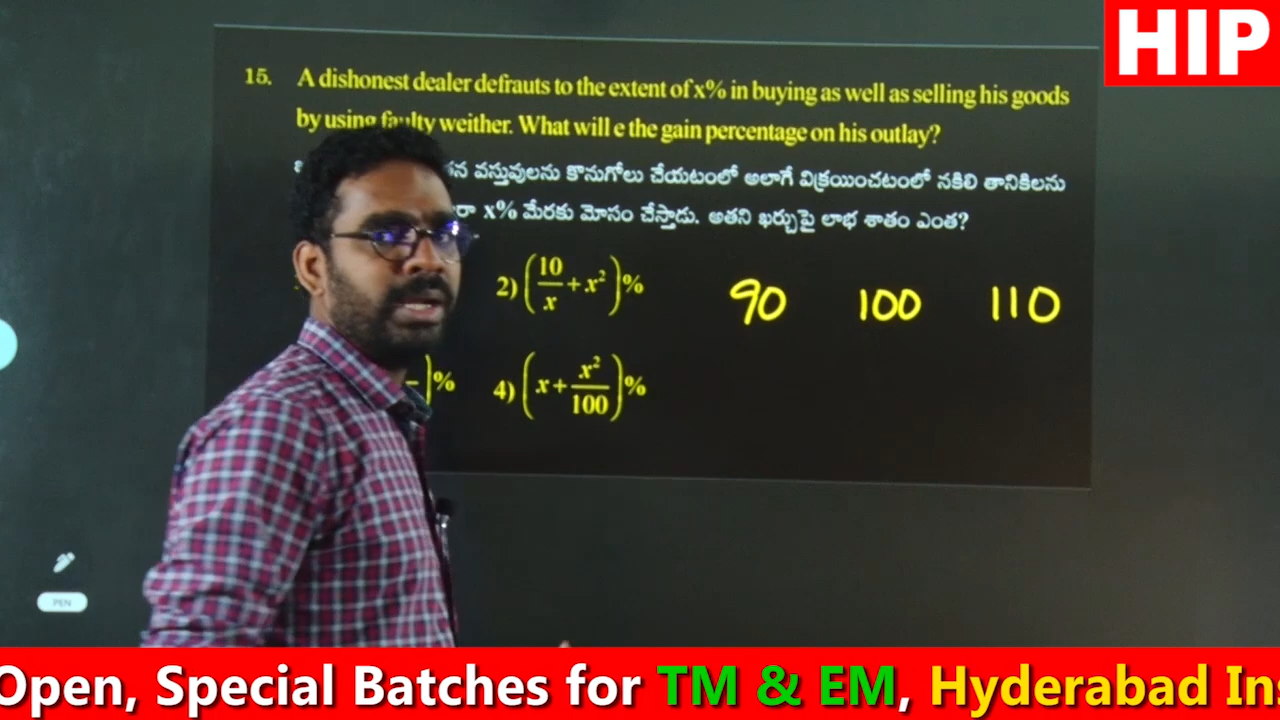 HIP
15. A dishonest dealer defrauts to the extent of x% in buying as well as selling his goods
by using faulty weither. What will e the gain percentage on his outlay?
వస్తువులను కొనుగోలు చేయటంలో అలాగే విక్రయించటంలో నకిలి తూనికలను
రా x% మేరకు మోసం చేస్తాడు. అతని ఖర్చుపై లాభ శాతం ఎంత?
2) (10/x + x²)% 90 100 110
)% 4) (x + x²/100)%
PEN
Open, Special Batches for TM & EM, Hyderabad Ins